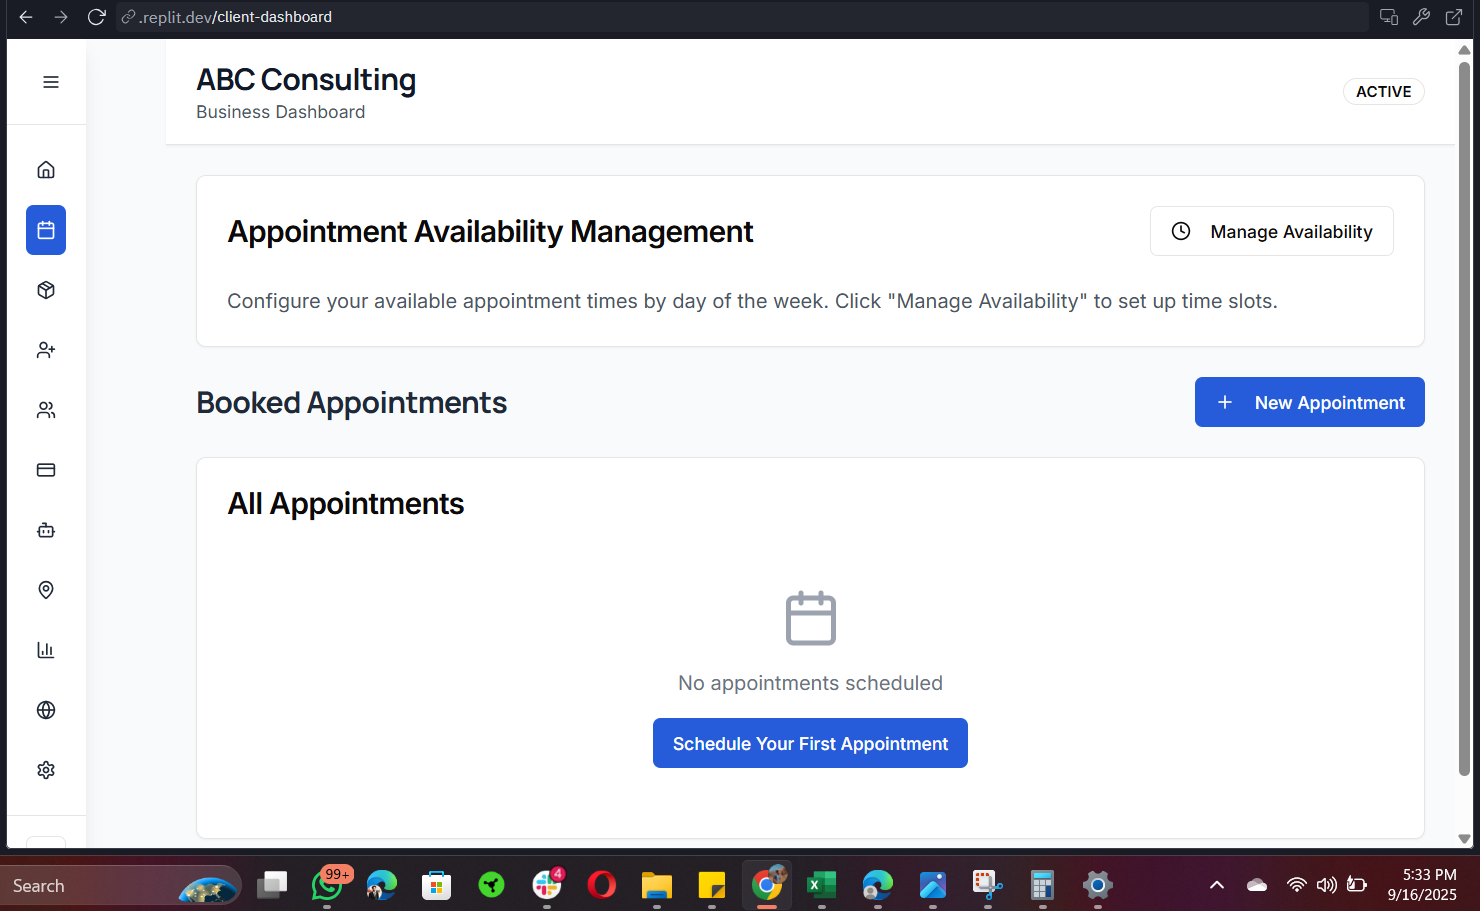 .replit.dev/client-dashboard
ABC Consulting
Business Dashboard
ACTIVE
Appointment Availability Management
Manage Availability
Configure your available appointment times by day of the week. Click "Manage Availability" to set up time slots.
Booked Appointments
+ New Appointment
All Appointments
No appointments scheduled
Schedule Your First Appointment
Search
99+
4
5:33 PM
9/16/2025